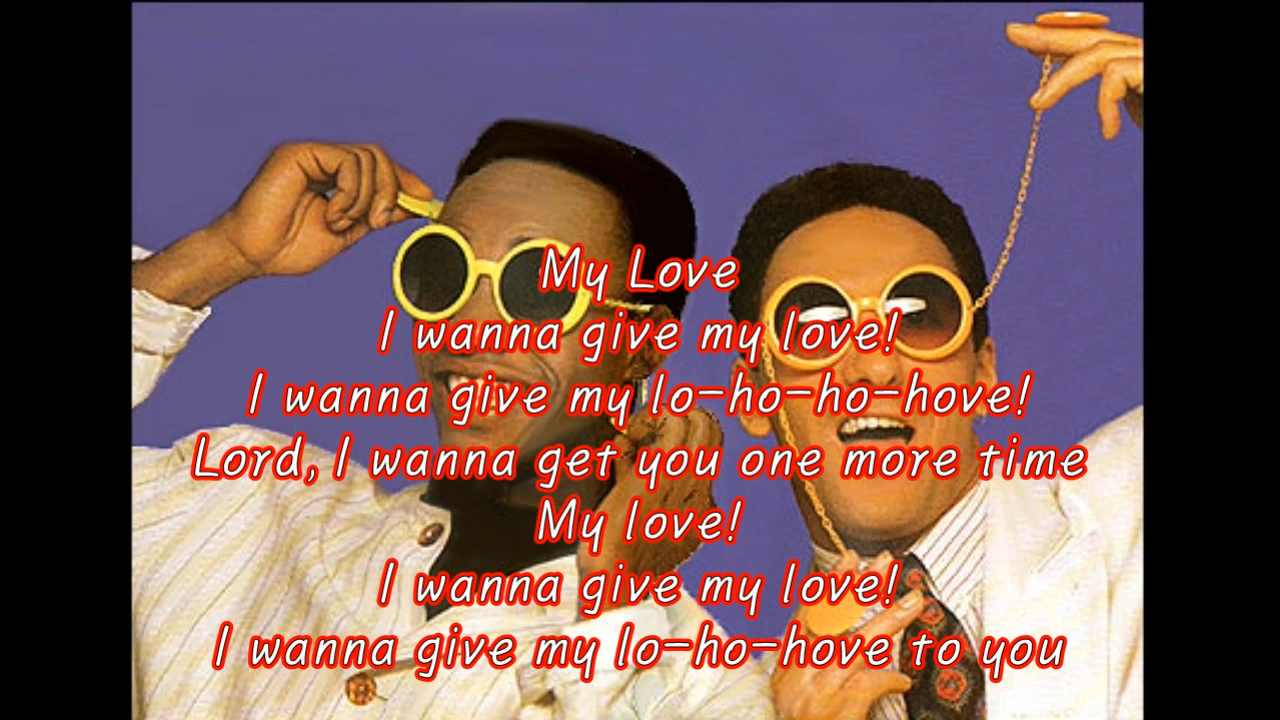 My Love
I wanna give my love!
I wanna give my lo-ho-ho-hove!
Lord, I wanna get you one more time
My love!
I wanna give my love!
I wanna give my lo-ho-hove to you